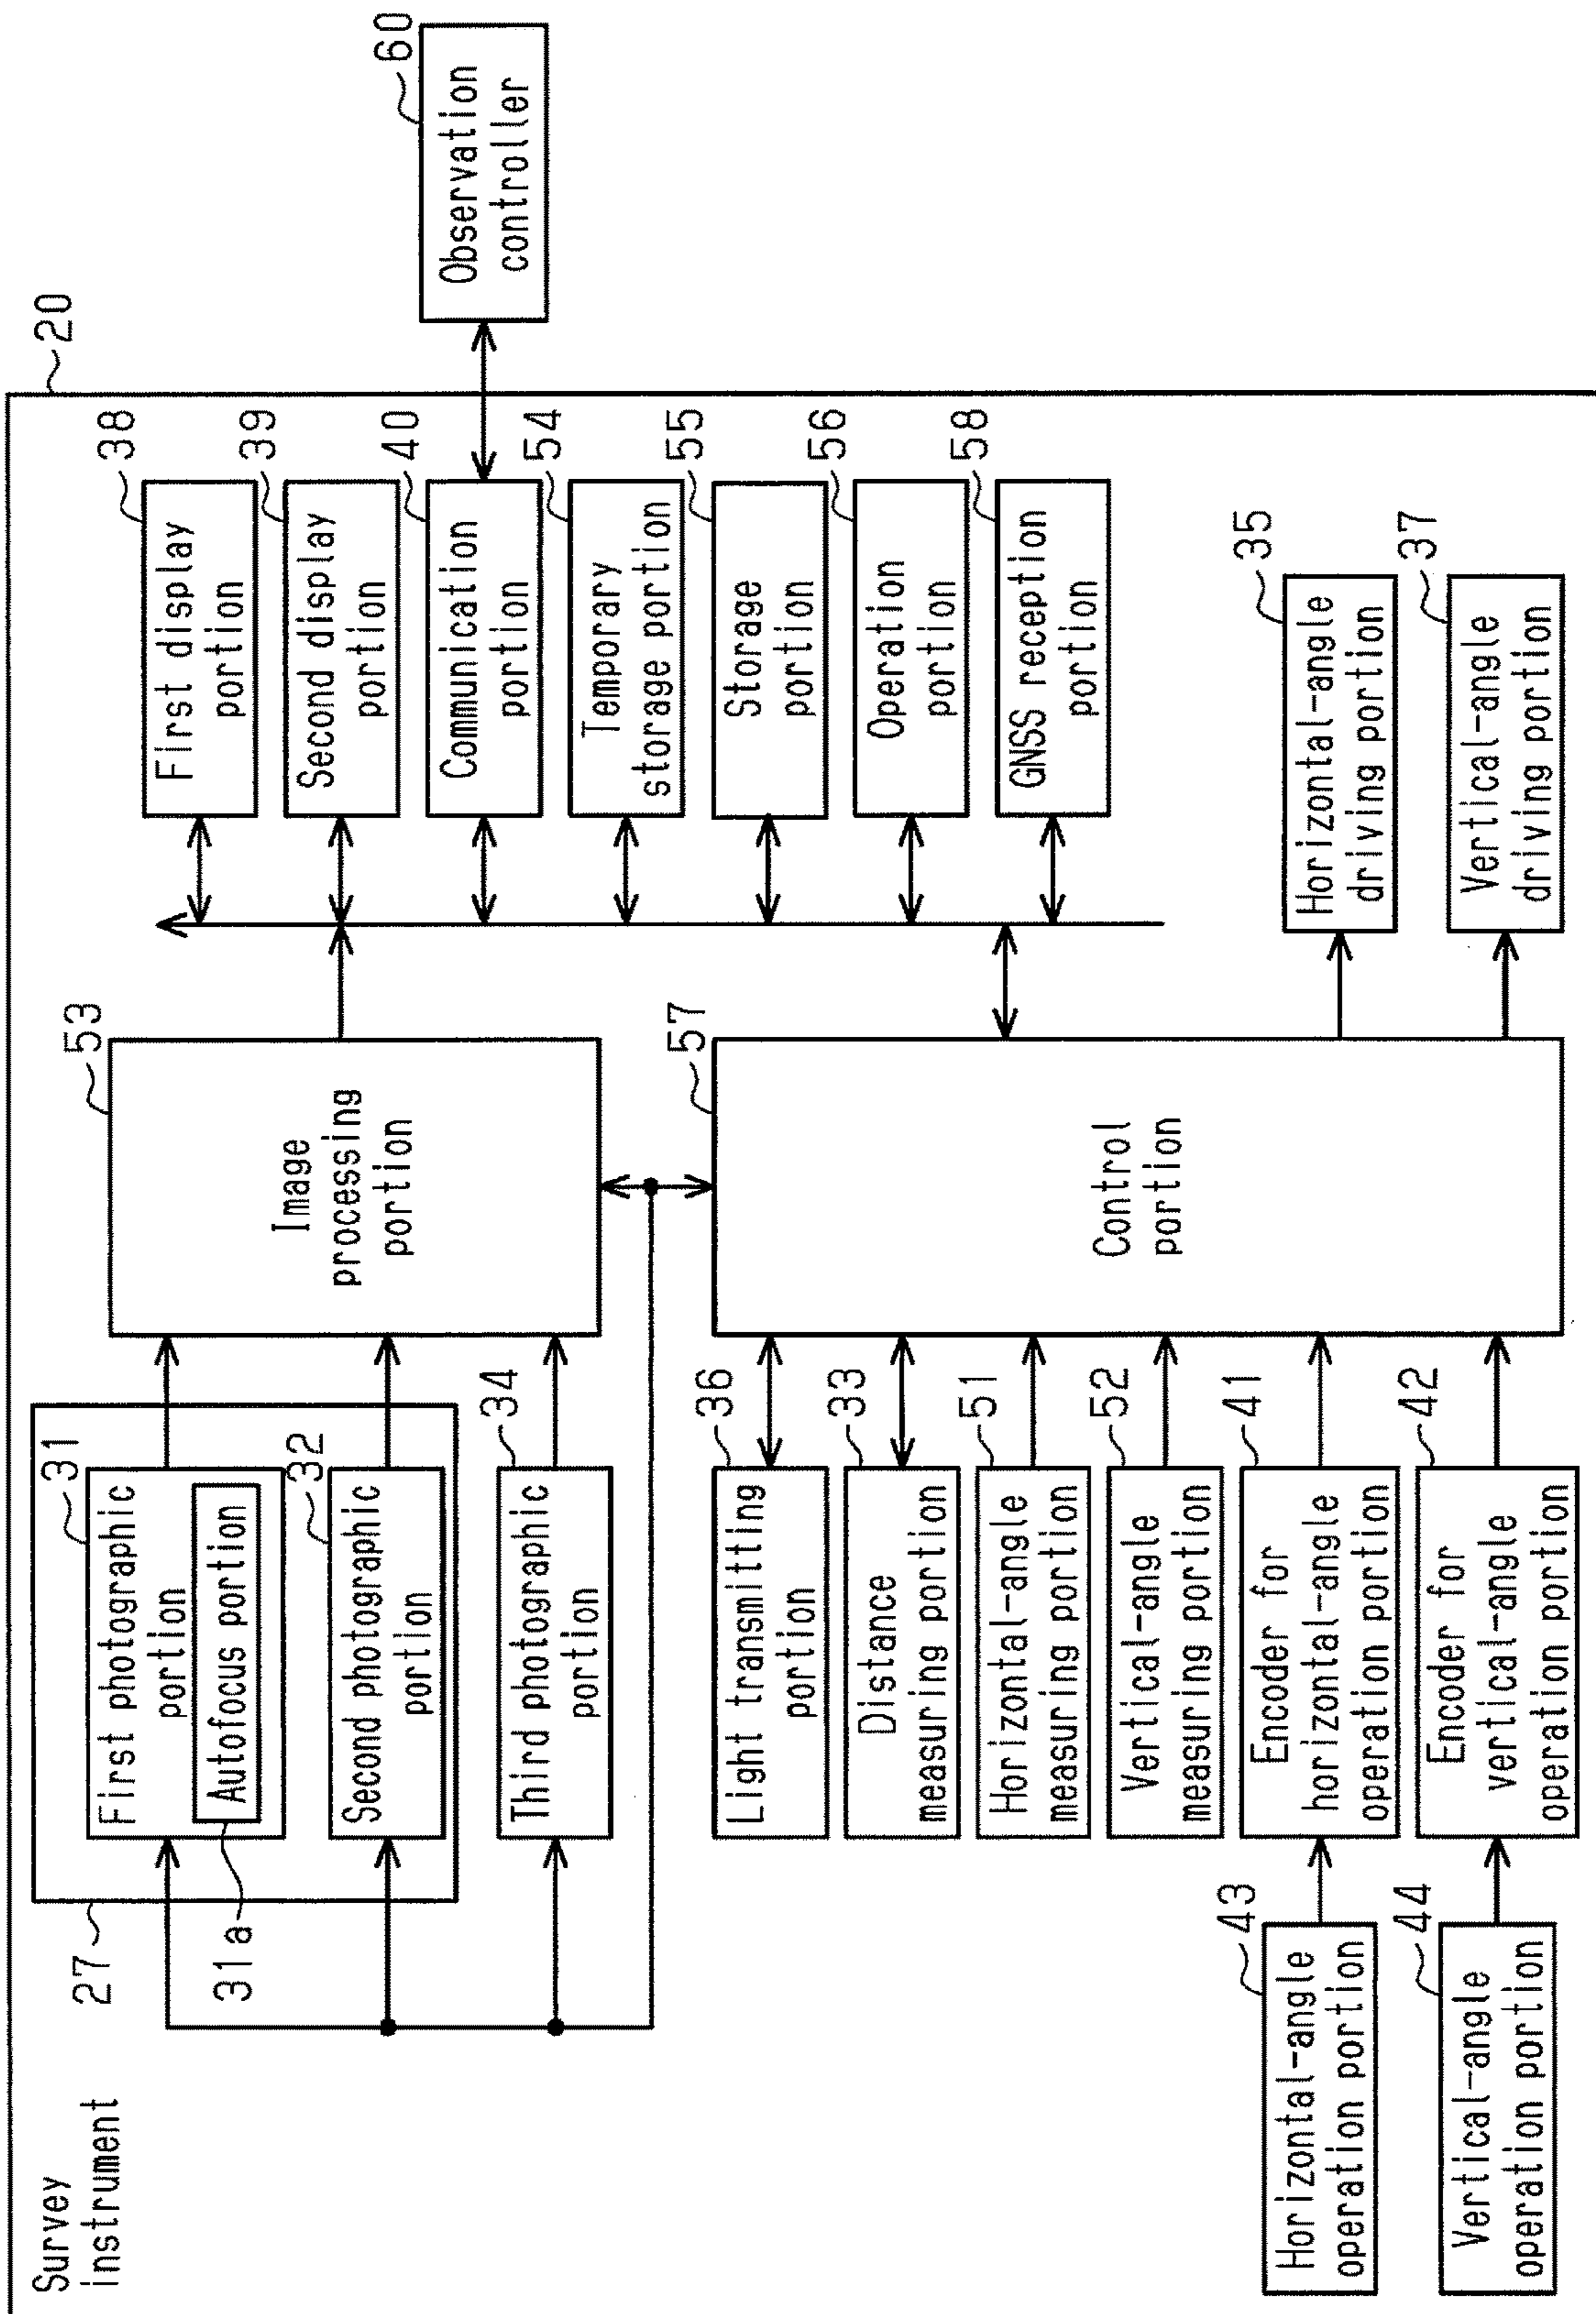 Survey
instrument
20
27
31
First photographic
portion
Autofocus portion
31a
32
Second photographic
portion
34
Third photographic
portion
53
Image
processing
portion
38
First display
portion
39
Second display
portion
40
Communication
portion
54
Temporary
storage portion
55
Storage
portion
56
Operation
portion
58
GNSS reception
portion
60
Observation
controller
36
Light transmitting
portion
33
Distance
measuring portion
51
Horizontal-angle
measuring portion
52
Vertical-angle
measuring portion
41
Encoder for
horizontal-angle
operation portion
42
Encoder for
vertical-angle
operation portion
43
Horizontal-angle
operation portion
44
Vertical-angle
operation portion
57
Control
portion
35
Horizontal-angle
driving portion
37
Vertical-angle
driving portion